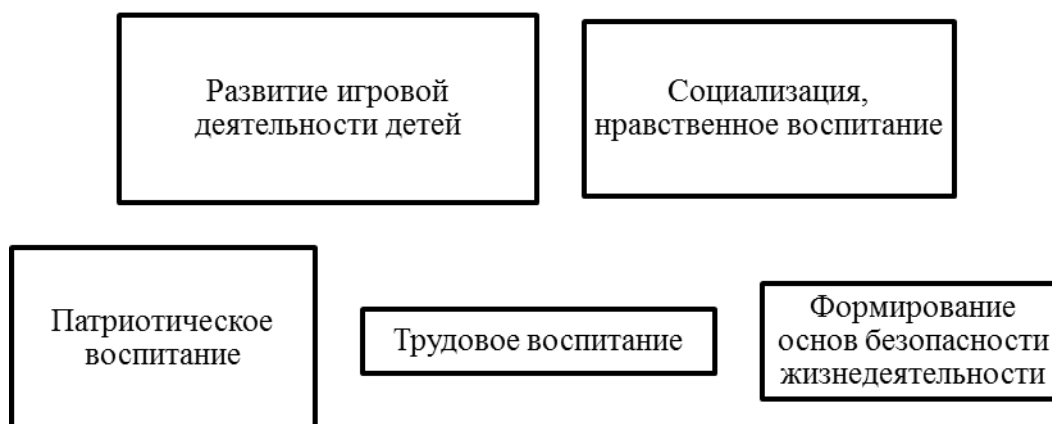 Развитие игровой
деятельности детей
Социализация,
нравственное воспитание
Патриотическое
воспитание
Трудовое воспитание
Формирование
основ безопасности
жизнедеятельности